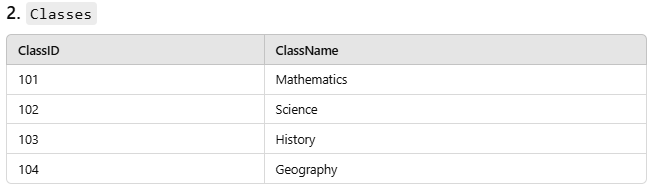 2. Classes
ClassID ClassName
101 Mathematics
102 Science
103 History
104 Geography